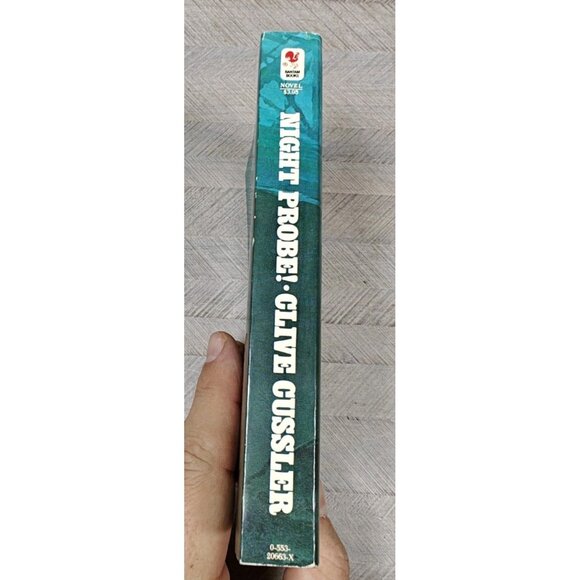 BANTAM
BOOKS
NOVEL
$3.95
NIGHT PROBE! · CLIVE CUSSLER
0-553-
20663-X